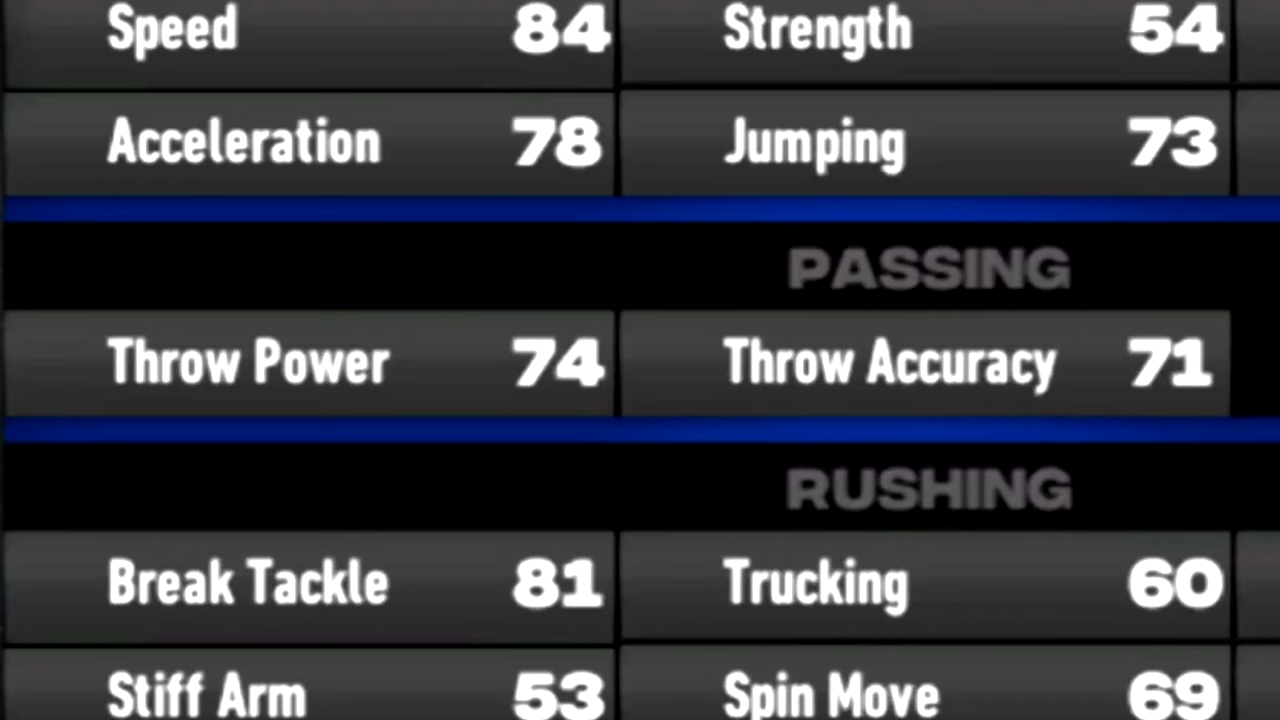 Speed 84 Strength 54
Acceleration 78 Jumping 73
PASSING
Throw Power 74 Throw Accuracy 71
RUSHING
Break Tackle 81 Trucking 60
Stiff Arm 53 Spin Move 69